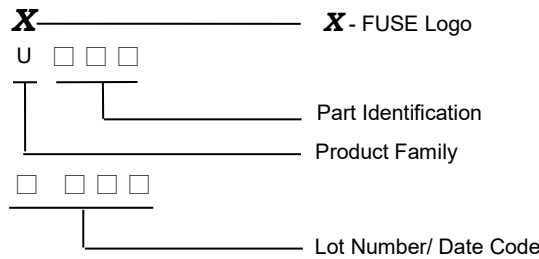 X X - FUSE Logo
U □ □ □
Part Identification
Product Family
□ □ □ □
Lot Number/ Date Code